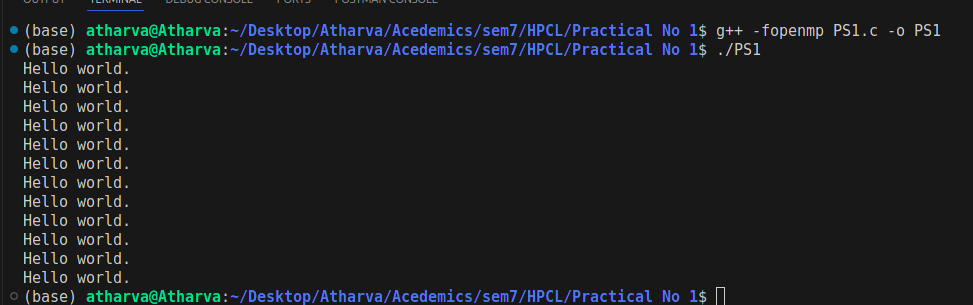 OUTPUT TERMINAL DEBUG CONSOLE PORTS POSTMAN CONSOLE
(base) atharva@Atharva:~/Desktop/Atharva/Acedemics/sem7/HPCL/Practical No 1$ g++ -fopenmp PS1.c -o PS1
(base) atharva@Atharva:~/Desktop/Atharva/Acedemics/sem7/HPCL/Practical No 1$ ./PS1
Hello world.
Hello world.
Hello world.
Hello world.
Hello world.
Hello world.
Hello world.
Hello world.
Hello world.
Hello world.
Hello world.
Hello world.
(base) atharva@Atharva:~/Desktop/Atharva/Acedemics/sem7/HPCL/Practical No 1$